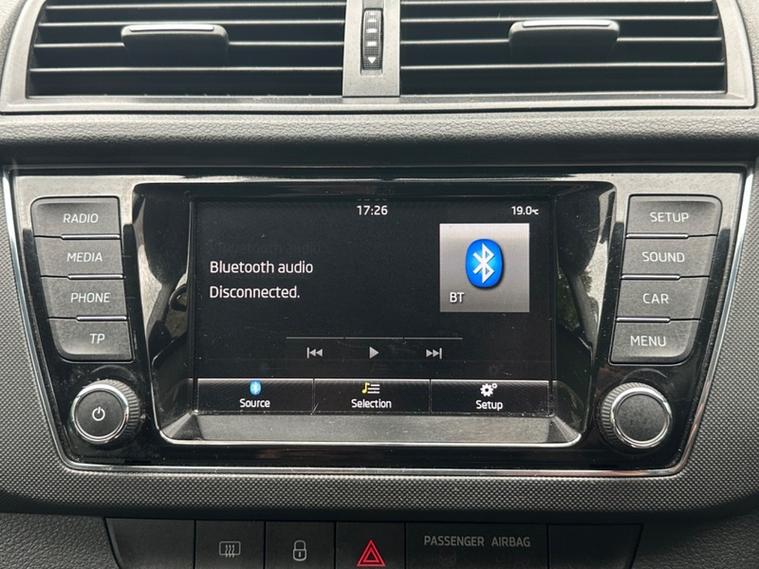 RADIO
MEDIA
PHONE
TP
17:26
19.0°C
Bluetooth audio
Disconnected.
BT
Source
Selection
Setup
SETUP
SOUND
CAR
MENU
PASSENGER AIRBAG